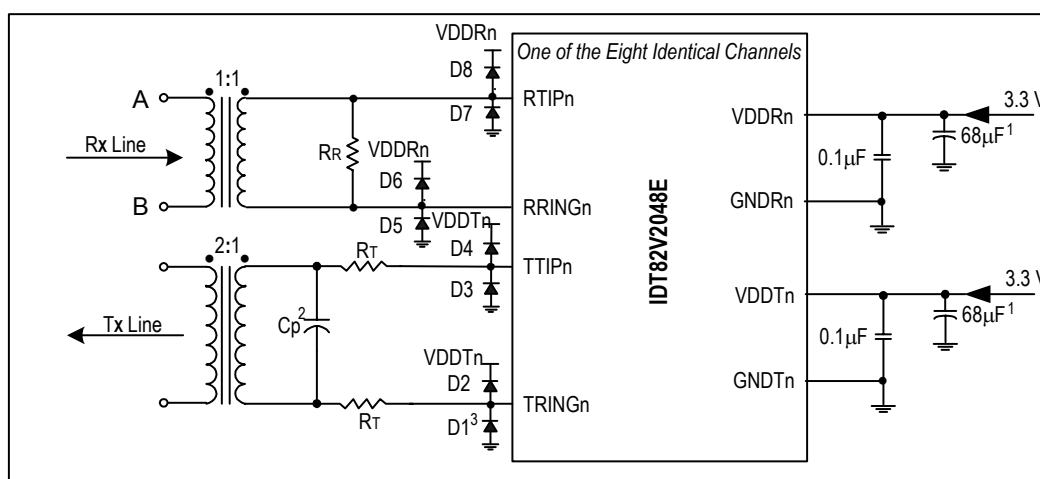 One of the Eight Identical Channels
VDDRn
D8
D7
1:1
A
B
Rx Line
RR
VDDRn
D6
D5
RTIPn
RRINGn
VDDTn
D4
D3
2:1
RT
TTIPn
Tx Line
Cp2
VDDTn
D2
D13
RT
TRINGn
IDT82V2048E
VDDRn
3.3 V
68µF1
0.1µF
GNDRn
VDDTn
3.3 V
68µF1
0.1µF
GNDTn